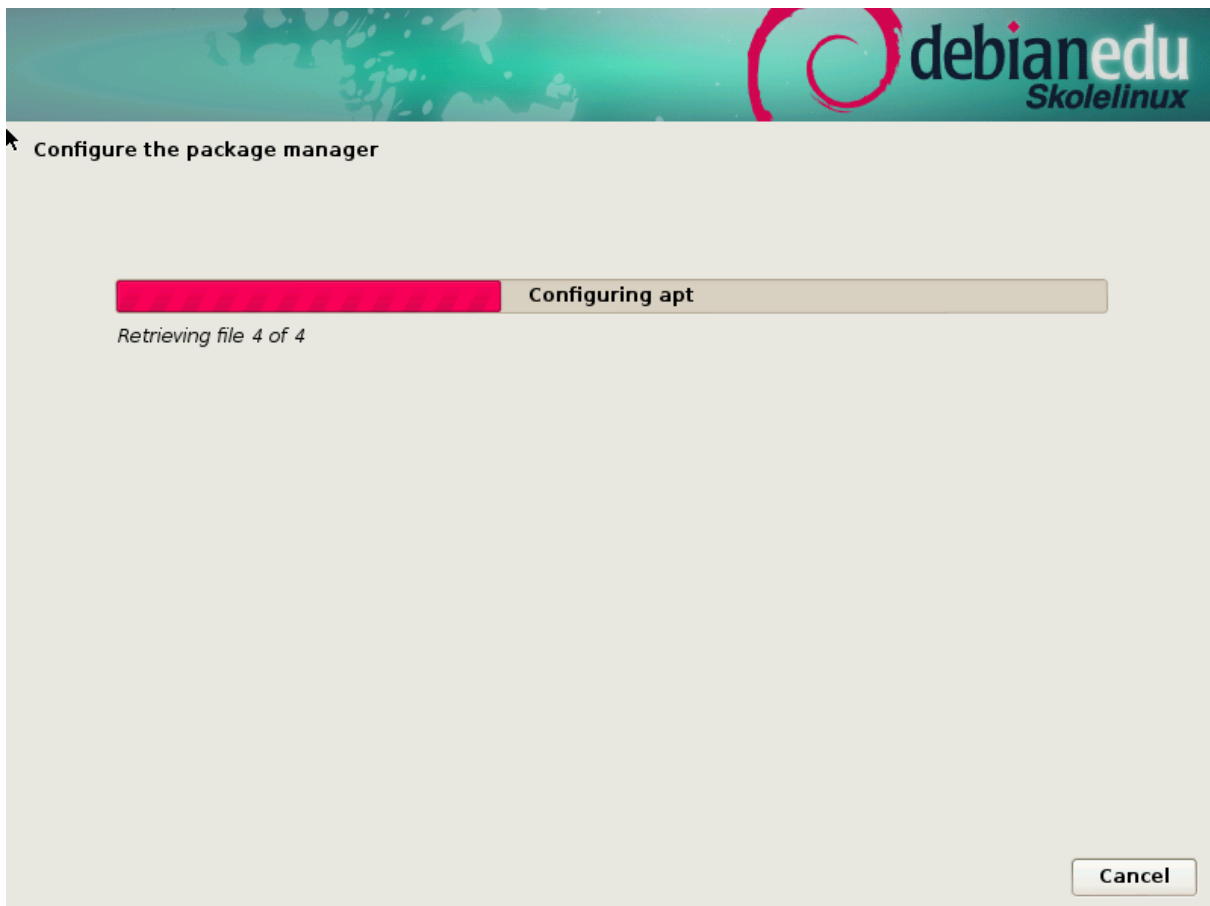 debianedu
Skolelinux
Configure the package manager
Configuring apt
Retrieving file 4 of 4
Cancel